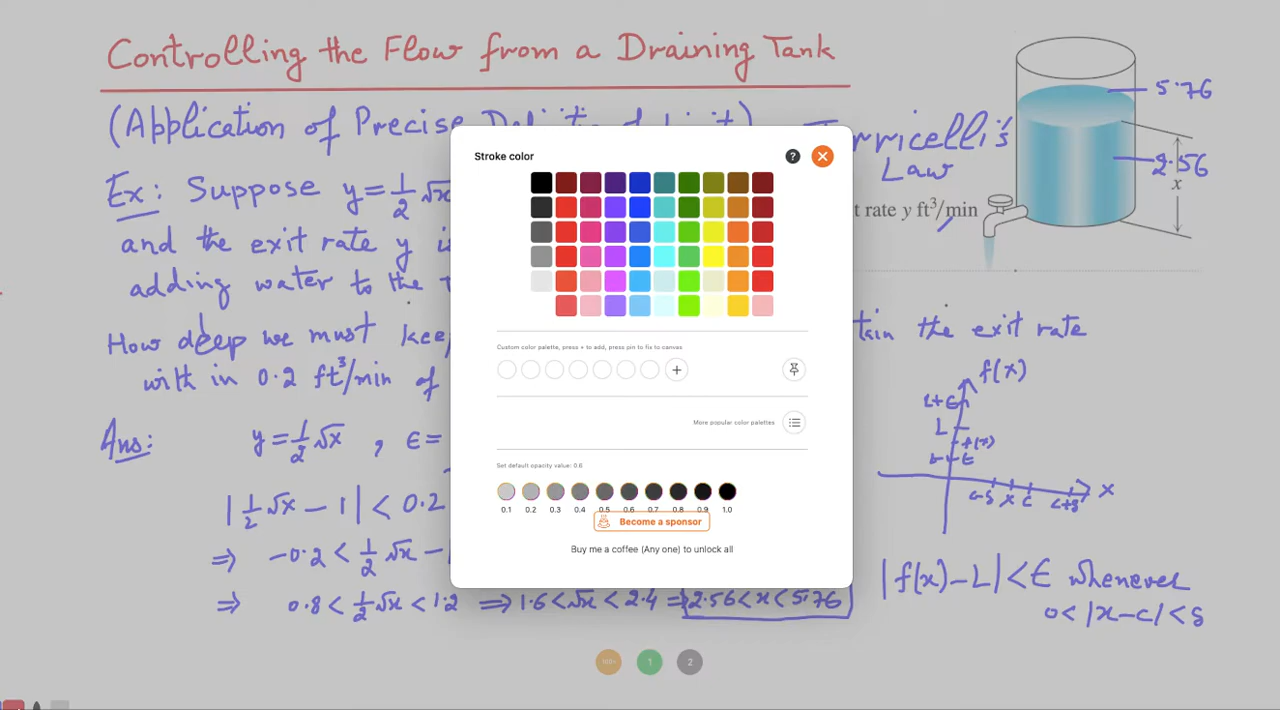 Controlling the Flow from a Draining Tank
(Application of Precise
Torricelli's
Law
5.76
2.56
x
t rate y ft³/min
Ex: Suppose y=1/2 √x
and the exit rate y
adding water to the
How deep we must keep
tain the exit rate
with in 0.2 ft³/min of
Ans: y=1/2 √x , ε=
|1/2 √x - 1| < 0.2
⇒ -0.2 < 1/2 √x -
⇒ 0.8 < 1/2 √x < 1.2 ⇒ 1.6 < √x < 2.4 ⇒ 2.56 < x < 5.76
f(x)
L+ε
L
f(x)
L-ε
c-δ x c c+δ x
|f(x)-L| < ε whenever
0 < |x-c| < δ
Stroke color
?
Custom color palette, press + to add, press pin to fix to canvas
More popular color palettes
Set default opacity value: 0.6
0.1 0.2 0.3 0.4 0.5 0.6 0.7 0.8 0.9 1.0
Become a sponsor
Buy me a coffee (Any one) to unlock all
100%
1
2